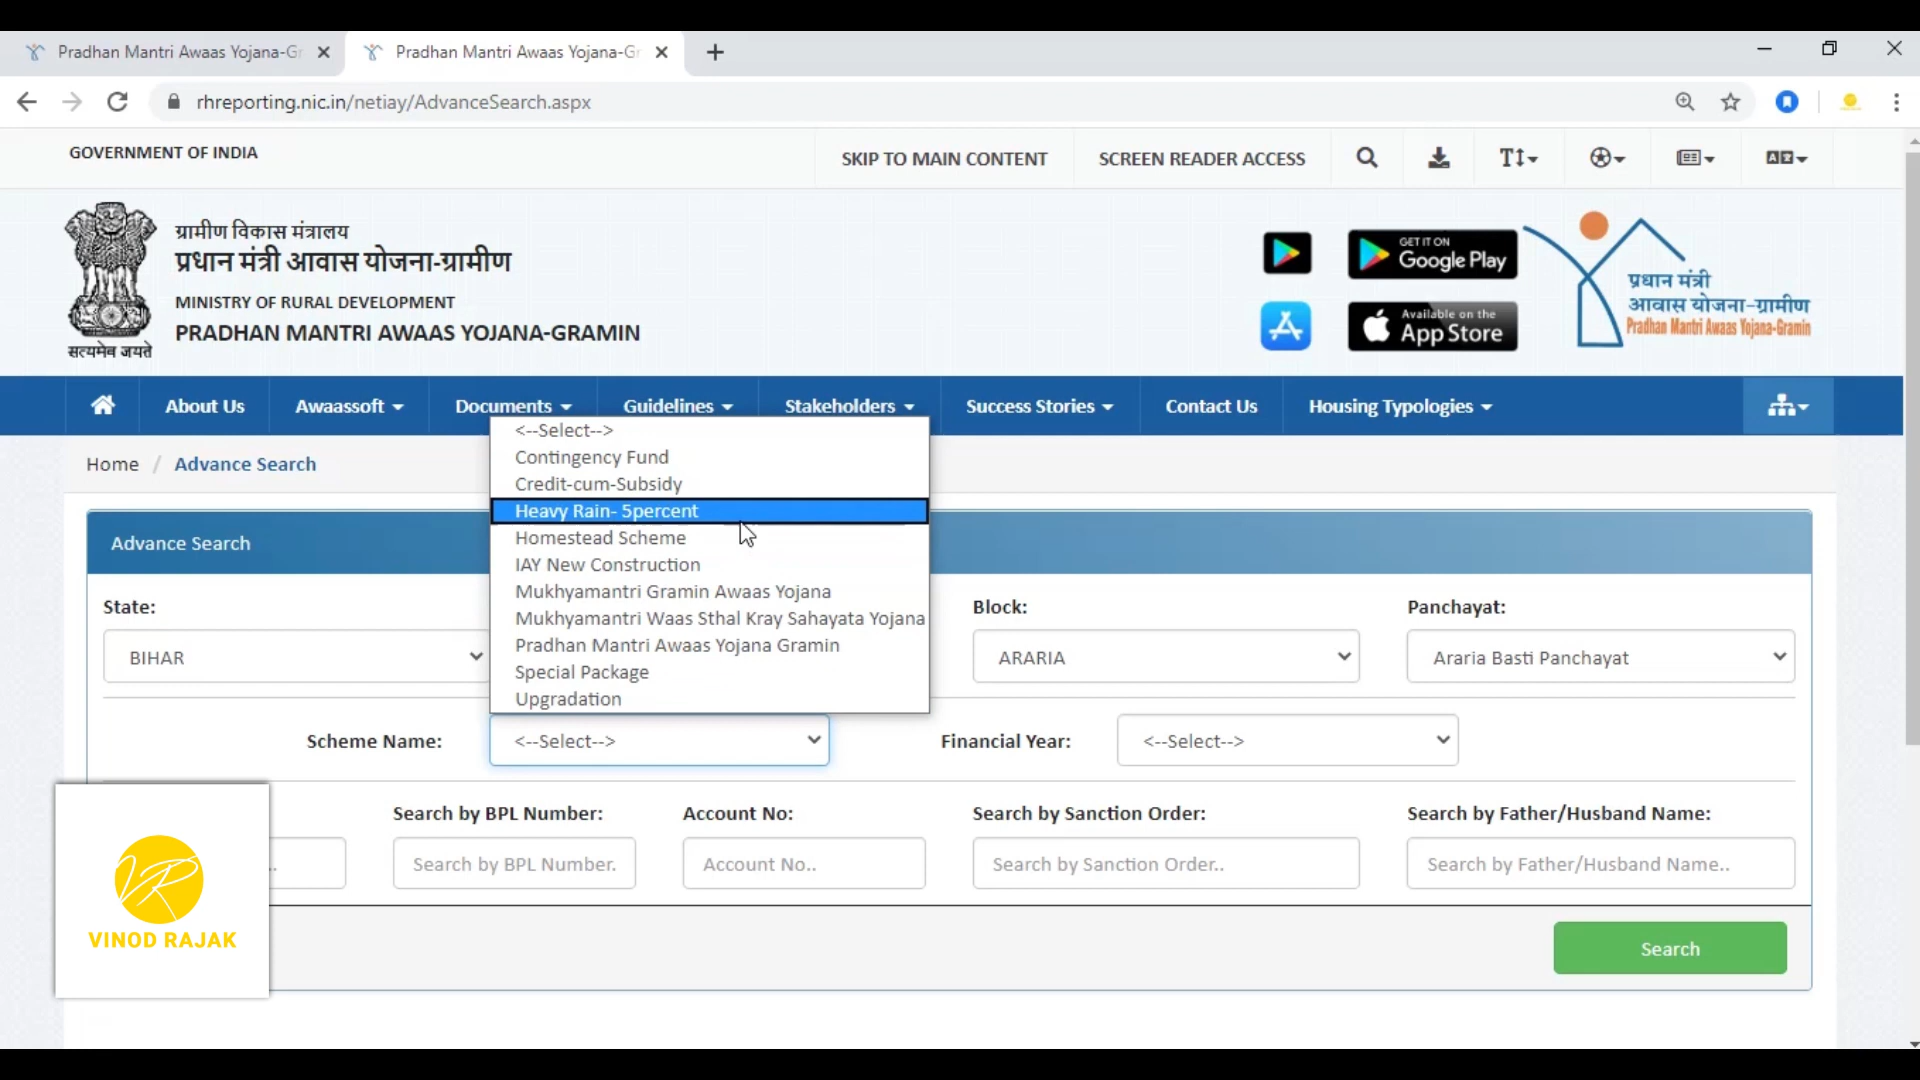 Pradhan Mantri Awaas Yojana-Gr
Pradhan Mantri Awaas Yojana-Gr
rhreporting.nic.in/netiay/AdvanceSearch.aspx
GOVERNMENT OF INDIA
SKIP TO MAIN CONTENT
SCREEN READER ACCESS
ग्रामीण विकास मंत्रालय
प्रधान मंत्री आवास योजना-ग्रामीण
MINISTRY OF RURAL DEVELOPMENT
PRADHAN MANTRI AWAAS YOJANA-GRAMIN
सत्यमेव जयते
GET IT ON
Google Play
Available on the
App Store
प्रधान मंत्री
आवास योजना-ग्रामीण
Pradhan Mantri Awaas Yojana-Gramin
About Us
Awaassoft
Documents
Guidelines
Stakeholders
Success Stories
Contact Us
Housing Typologies
Home / Advance Search
<--Select-->
Contingency Fund
Credit-cum-Subsidy
Heavy Rain- 5percent
Homestead Scheme
IAY New Construction
Mukhyamantri Gramin Awaas Yojana
Mukhyamantri Waas Sthal Kray Sahayata Yojana
Pradhan Mantri Awaas Yojana Gramin
Special Package
Upgradation
Advance Search
State:
Block:
Panchayat:
BIHAR
ARARIA
Araria Basti Panchayat
Scheme Name:
<--Select-->
Financial Year:
<--Select-->
Search by BPL Number:
Account No:
Search by Sanction Order:
Search by Father/Husband Name:
..
Search by BPL Number.
Account No..
Search by Sanction Order..
Search by Father/Husband Name..
VR
VINOD RAJAK
Search